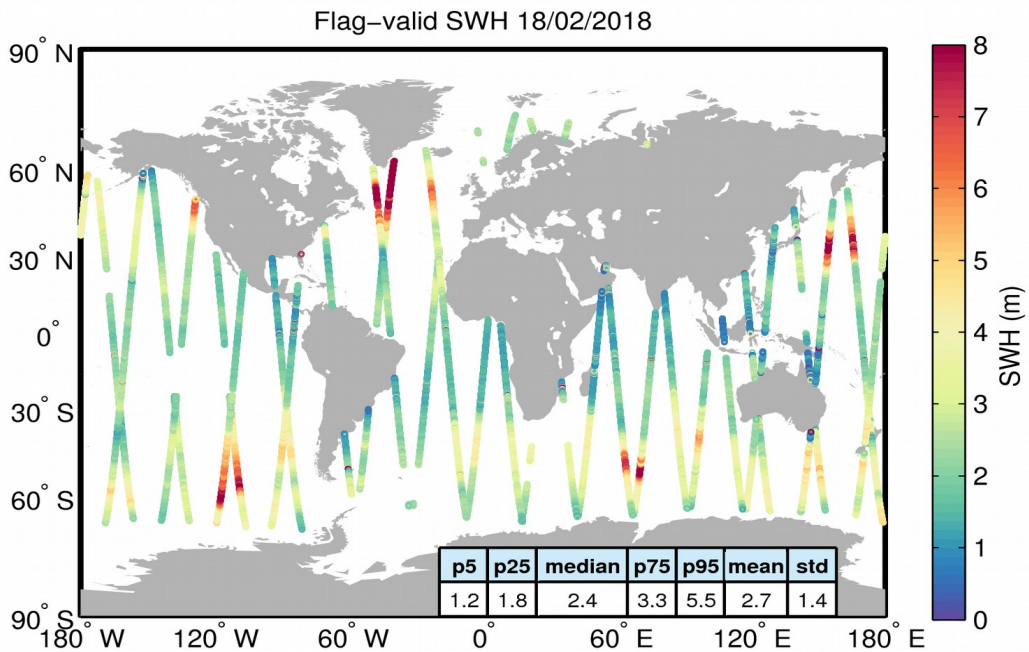 Flag−valid SWH 18/02/2018
90° N
60° N
30° N
0°
30° S
60° S
90° S
180° W
120° W
60° W
0°
60° E
120° E
180° E
p5 p25 median p75 p95 mean std
1.2 1.8 2.4 3.3 5.5 2.7 1.4
8
7
6
5
4
3
2
1
0
SWH (m)